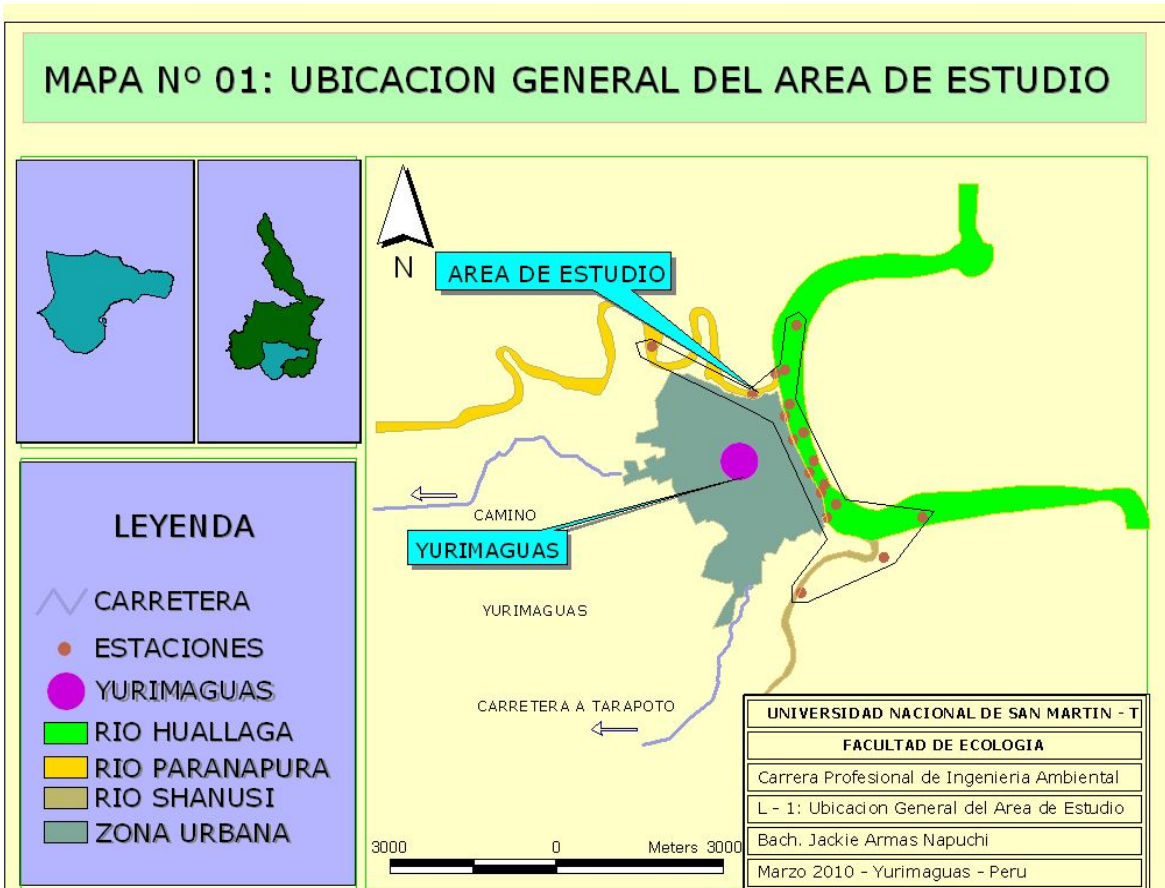 MAPA Nº 01: UBICACION GENERAL DEL AREA DE ESTUDIO
N
AREA DE ESTUDIO
CAMINO
YURIMAGUAS
YURIMAGUAS
CARRETERA A TARAPOTO
LEYENDA
CARRETERA
ESTACIONES
YURIMAGUAS
RIO HUALLAGA
RIO PARANAPURA
RIO SHANUSI
ZONA URBANA
3000 0 Meters 3000
UNIVERSIDAD NACIONAL DE SAN MARTIN - T
FACULTAD DE ECOLOGIA
Carrera Profesional de Ingenieria Ambiental
L - 1: Ubicacion General del Area de Estudio
Bach. Jackie Armas Napuchi
Marzo 2010 - Yurimaguas - Peru